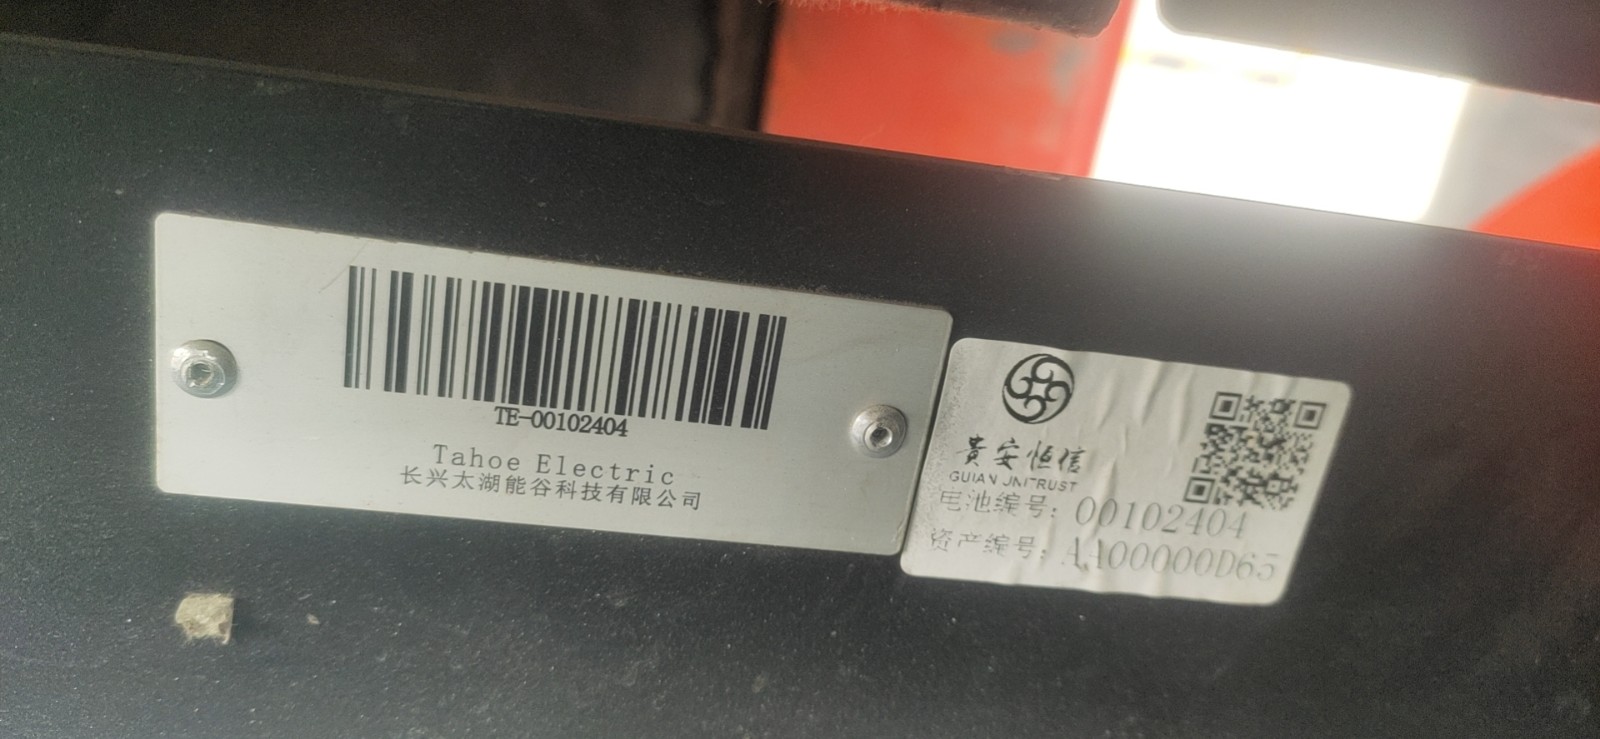 TE-00102404
Tahoe Electric
长兴太湖能谷科技有限公司
貴安恒信
GUIAN UNITRUST
电池编号: 00102404
资产编号: AA00000D65